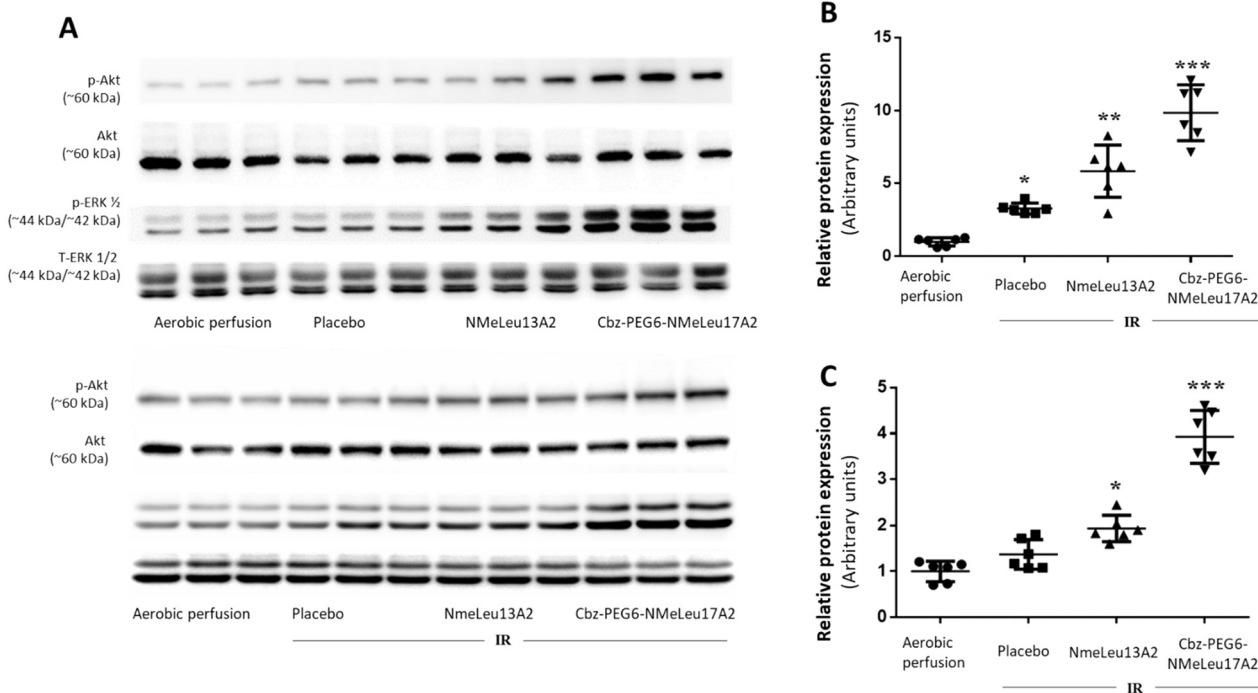 A
p-Akt
(~60 kDa)
Akt
(~60 kDa)
p-ERK ½
(~44 kDa/~42 kDa)
T-ERK 1/2
(~44 kDa/~42 kDa)
Aerobic perfusion Placebo NMeLeu13A2 Cbz-PEG6-NMeLeu17A2
p-Akt
(~60 kDa)
Akt
(~60 kDa)
Aerobic perfusion Placebo NmeLeu13A2 Cbz-PEG6-NMeLeu17A2
IR
B
Relative protein expression
(Arbitrary units)
15
10
5
0
*
**
***
Aerobic
perfusion
Placebo
NmeLeu13A2
Cbz-PEG6-
NMeLeu17A2
IR
C
Relative protein expression
(Arbitrary units)
5
4
3
2
1
0
*
***
Aerobic
perfusion
Placebo
NmeLeu13A2
Cbz-PEG6-
NMeLeu17A2
IR